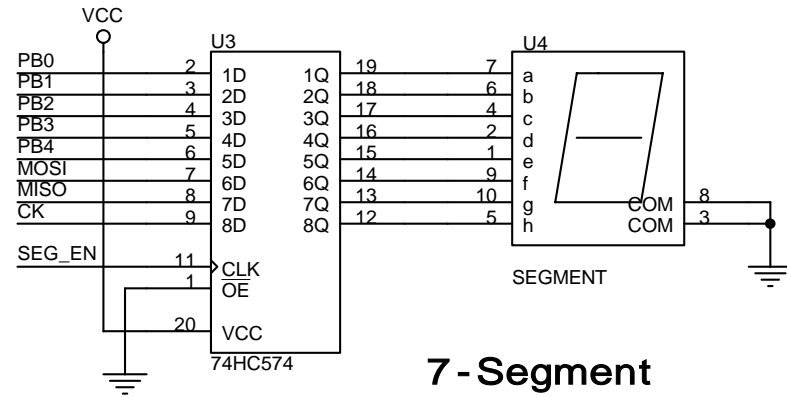 VCC
U3
U4
PB0 2 1D 1Q 19 7 a
PB1 3 2D 2Q 18 6 b
PB2 4 3D 3Q 17 4 c
PB3 5 4D 4Q 16 2 d
PB4 6 5D 5Q 15 1 e
MOSI 7 6D 6Q 14 9 f
MISO 8 7D 7Q 13 10 g COM 8
CK 9 8D 8Q 12 5 h COM 3
SEG_EN 11 CLK
1 OE
SEGMENT
20 VCC
74HC574
7-Segment